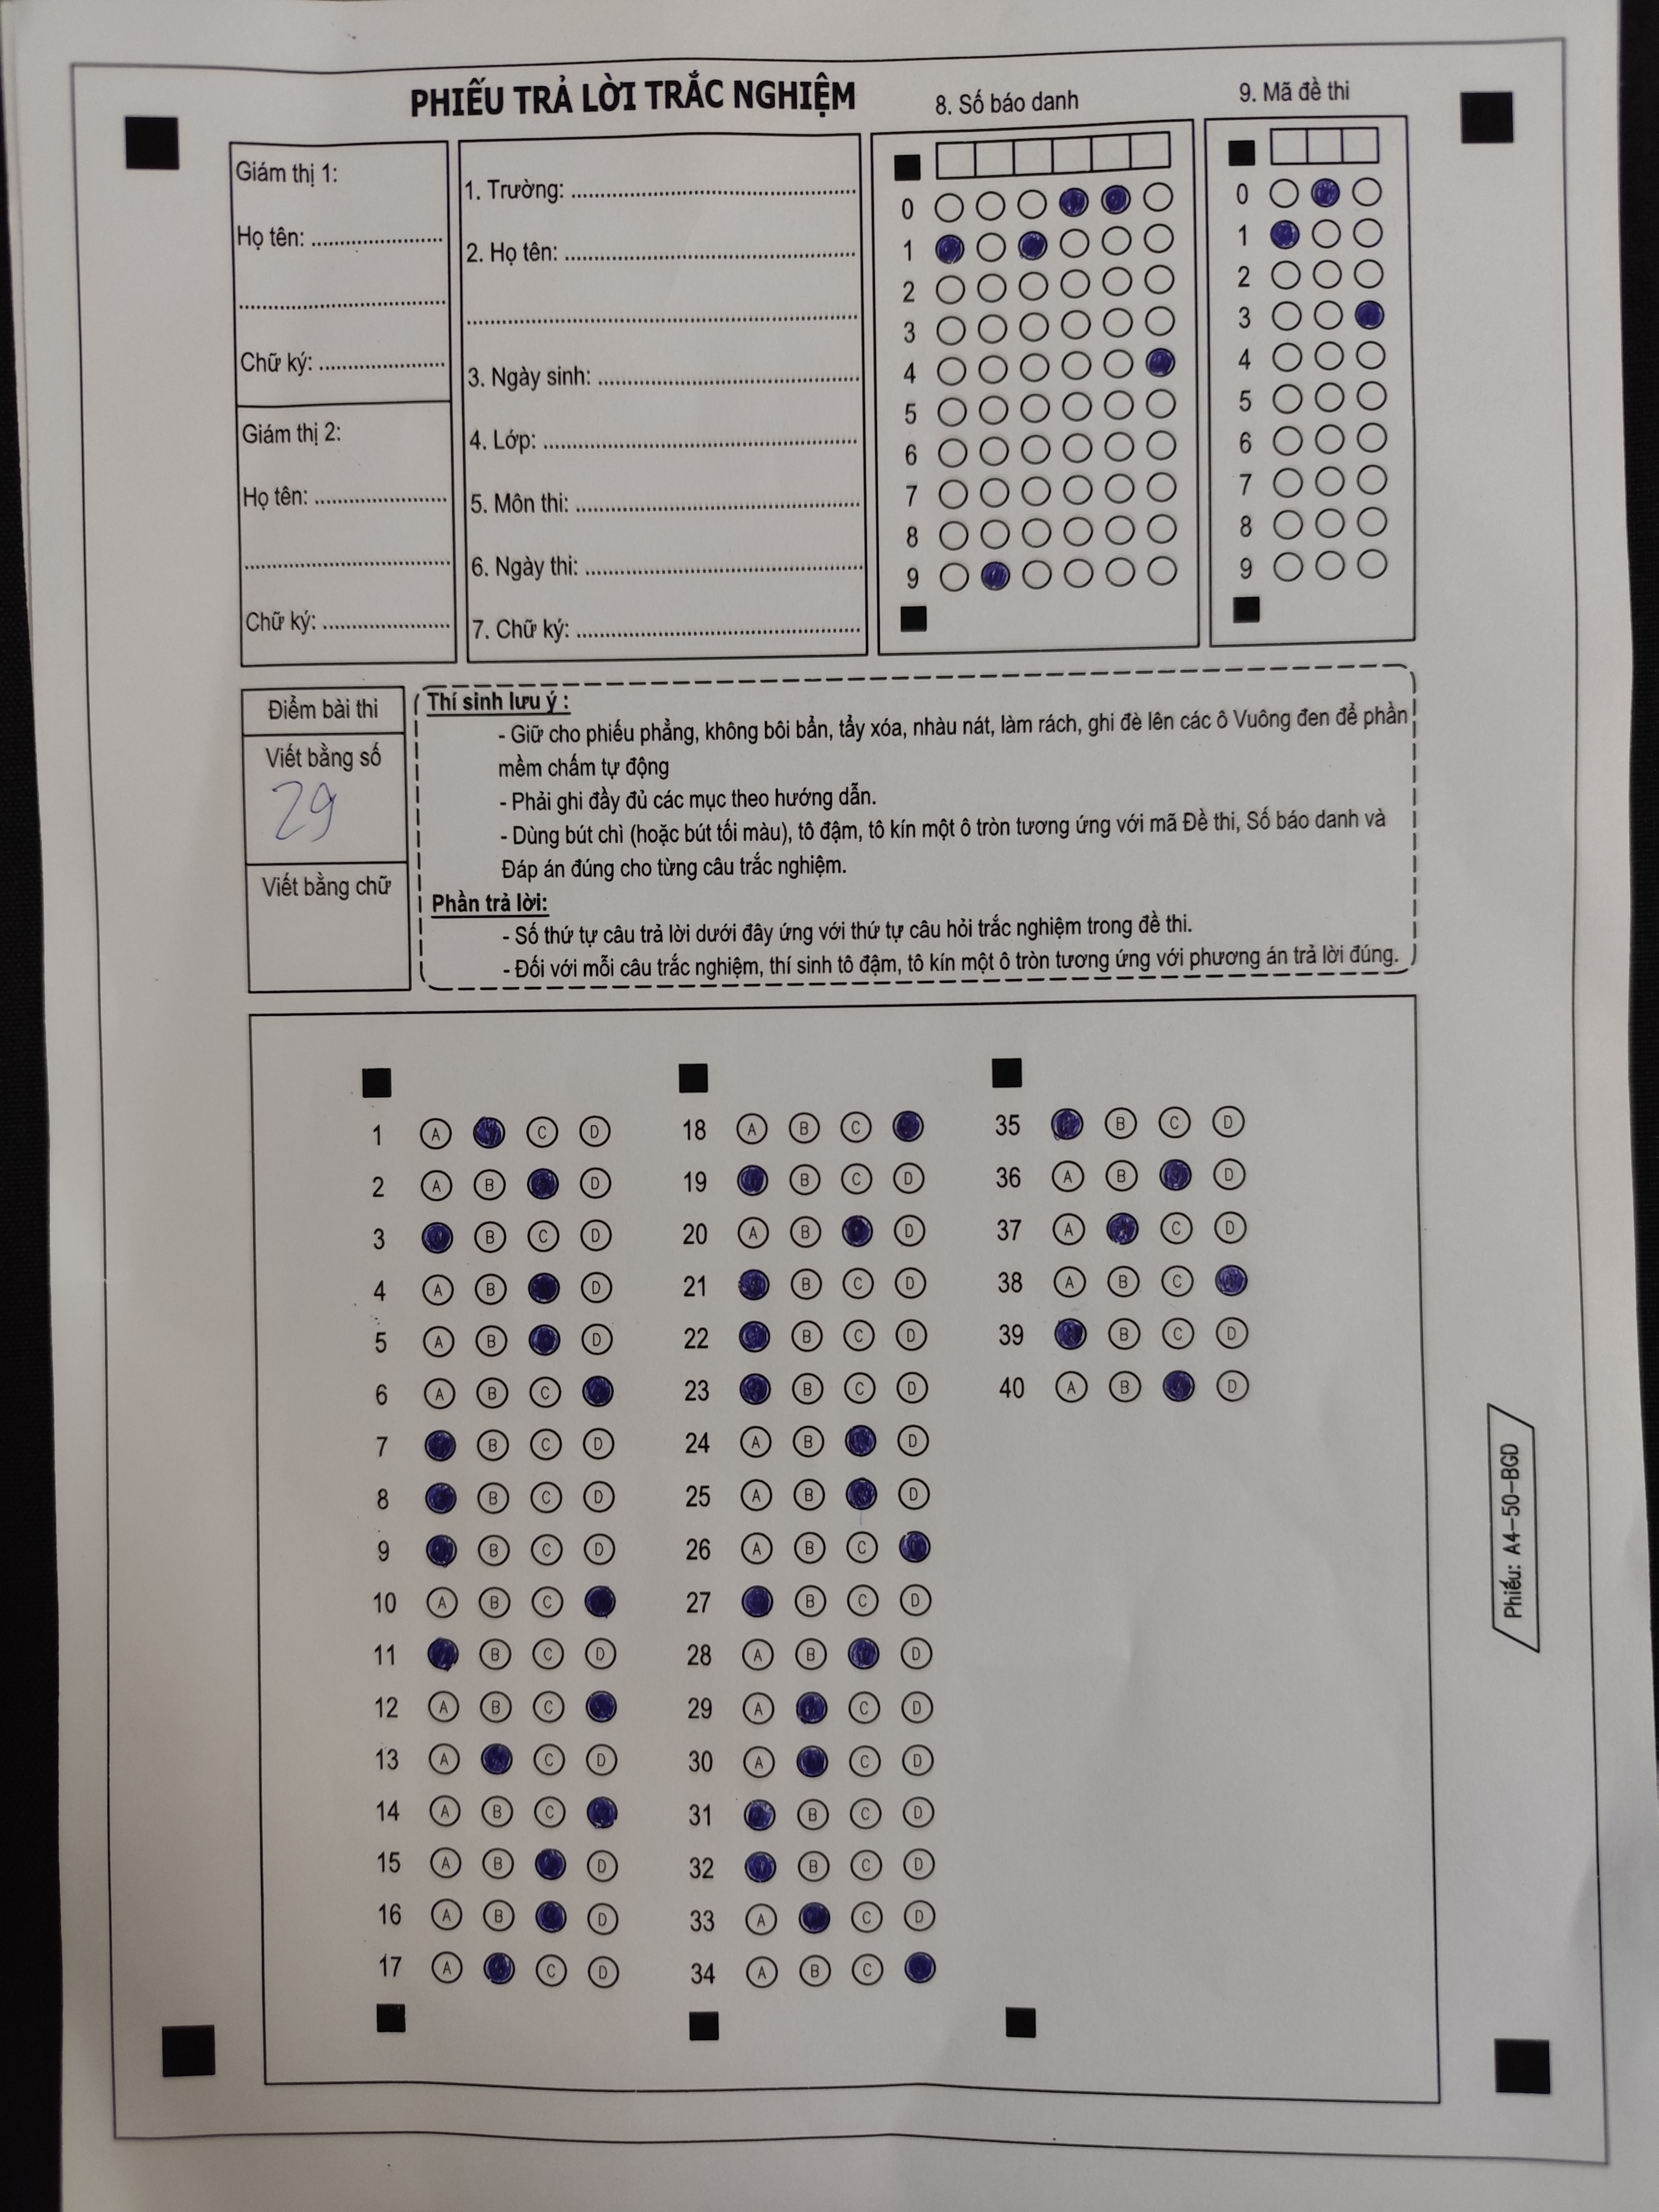 PHIẾU TRẢ LỜI TRẮC NGHIỆM
8. Số báo danh
9. Mã đề thi
Giám thị 1:
Họ tên: ........................
........................................
Chữ ký: ........................
Giám thị 2:
Họ tên: ........................
........................................
Chữ ký: ........................
1. Trường: ........................................
2. Họ tên: ........................................
........................................................
3. Ngày sinh: ........................................
4. Lớp: ........................................
5. Môn thi: ........................................
6. Ngày thi: ........................................
7. Chữ ký: ........................................
0 0
1 1
2 2
3 3
4 4
5 5
6 6
7 7
8 8
9 9
Điểm bài thi
Viết bằng số
29
Viết bằng chữ
Thí sinh lưu ý :
- Giữ cho phiếu phẳng, không bôi bẩn, tẩy xóa, nhàu nát, làm rách, ghi đè lên các ô Vuông đen để phần
mềm chấm tự động
- Phải ghi đầy đủ các mục theo hướng dẫn.
- Dùng bút chì (hoặc bút tối màu), tô đậm, tô kín một ô tròn tương ứng với mã Đề thi, Số báo danh và
Đáp án đúng cho từng câu trắc nghiệm.
Phần trả lời:
- Số thứ tự câu trả lời dưới đây ứng với thứ tự câu hỏi trắc nghiệm trong đề thi.
- Đối với mỗi câu trắc nghiệm, thí sinh tô đậm, tô kín một ô tròn tương ứng với phương án trả lời đúng.
1 A C D
2 A B D
3 B C D
4 A B D
5 A B D
6 A B C
7 B C D
8 B C D
9 B C D
10 A B C
11 B C D
12 A B C
13 A C D
14 A B C
15 A B D
16 A B D
17 A C D
18 A B C
19 B C D
20 A B D
21 B C D
22 B C D
23 B C D
24 A B D
25 A B D
26 A B C
27 B C D
28 A B D
29 A C D
30 A C D
31 B C D
32 B C D
33 A C D
34 A B C
35 B C D
36 A B D
37 A C D
38 A B C
39 B C D
40 A B D
Phiếu: A4-50-BGD